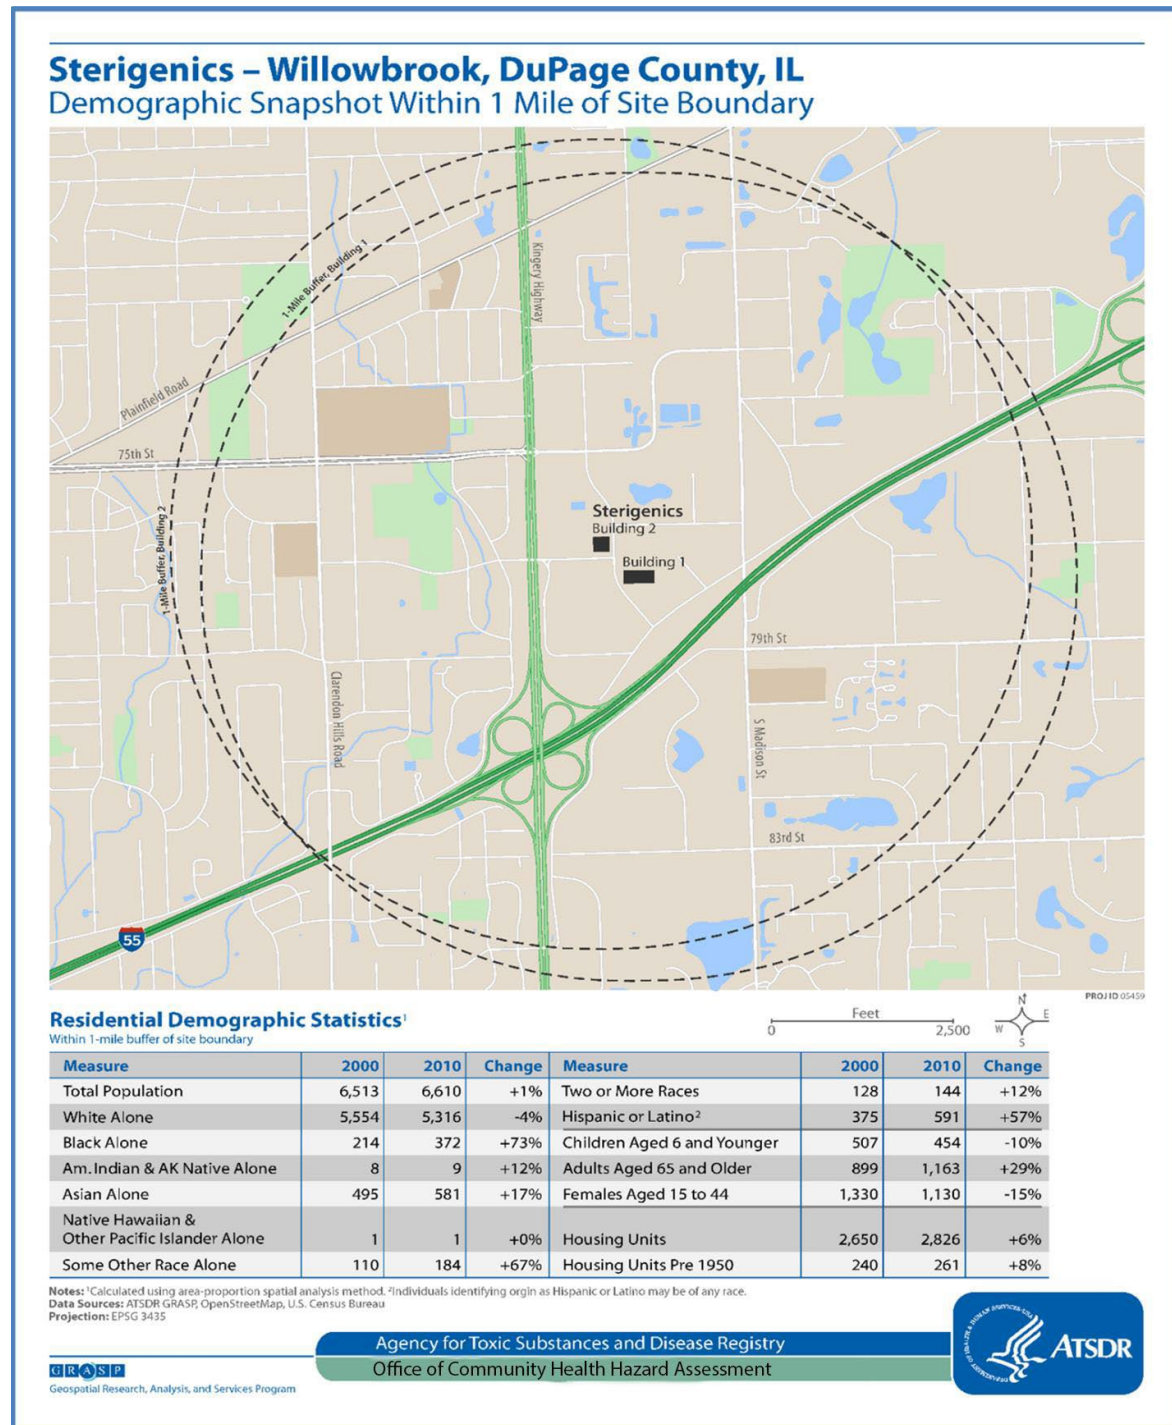 Sterigenics – Willowbrook, DuPage County, IL
Demographic Snapshot Within 1 Mile of Site Boundary
1-Mile Buffer, Building 1
Kingery Highway
Plainfield Road
75th St
1-Mile Buffer, Building 2
Sterigenics
Building 2
Building 1
79th St
Clarendon Hills Road
S Madison St
83rd St
55
PROJ ID 05459
Residential Demographic Statistics¹
Within 1-mile buffer of site boundary
Feet
0 2,500
N
W E
S
Measure 2000 2010 Change Measure 2000 2010 Change
Total Population 6,513 6,610 +1% Two or More Races 128 144 +12%
White Alone 5,554 5,316 -4% Hispanic or Latino² 375 591 +57%
Black Alone 214 372 +73% Children Aged 6 and Younger 507 454 -10%
Am. Indian & AK Native Alone 8 9 +12% Adults Aged 65 and Older 899 1,163 +29%
Asian Alone 495 581 +17% Females Aged 15 to 44 1,330 1,130 -15%
Native Hawaiian &
Other Pacific Islander Alone 1 1 +0% Housing Units 2,650 2,826 +6%
Some Other Race Alone 110 184 +67% Housing Units Pre 1950 240 261 +8%
Notes: ¹Calculated using area-proportion spatial analysis method. ²Individuals identifying orgin as Hispanic or Latino may be of any race.
Data Sources: ATSDR GRASP, OpenStreetMap, U.S. Census Bureau
Projection: EPSG 3435
Agency for Toxic Substances and Disease Registry
Office of Community Health Hazard Assessment
GRASP
Geospatial Research, Analysis, and Services Program
ATSDR